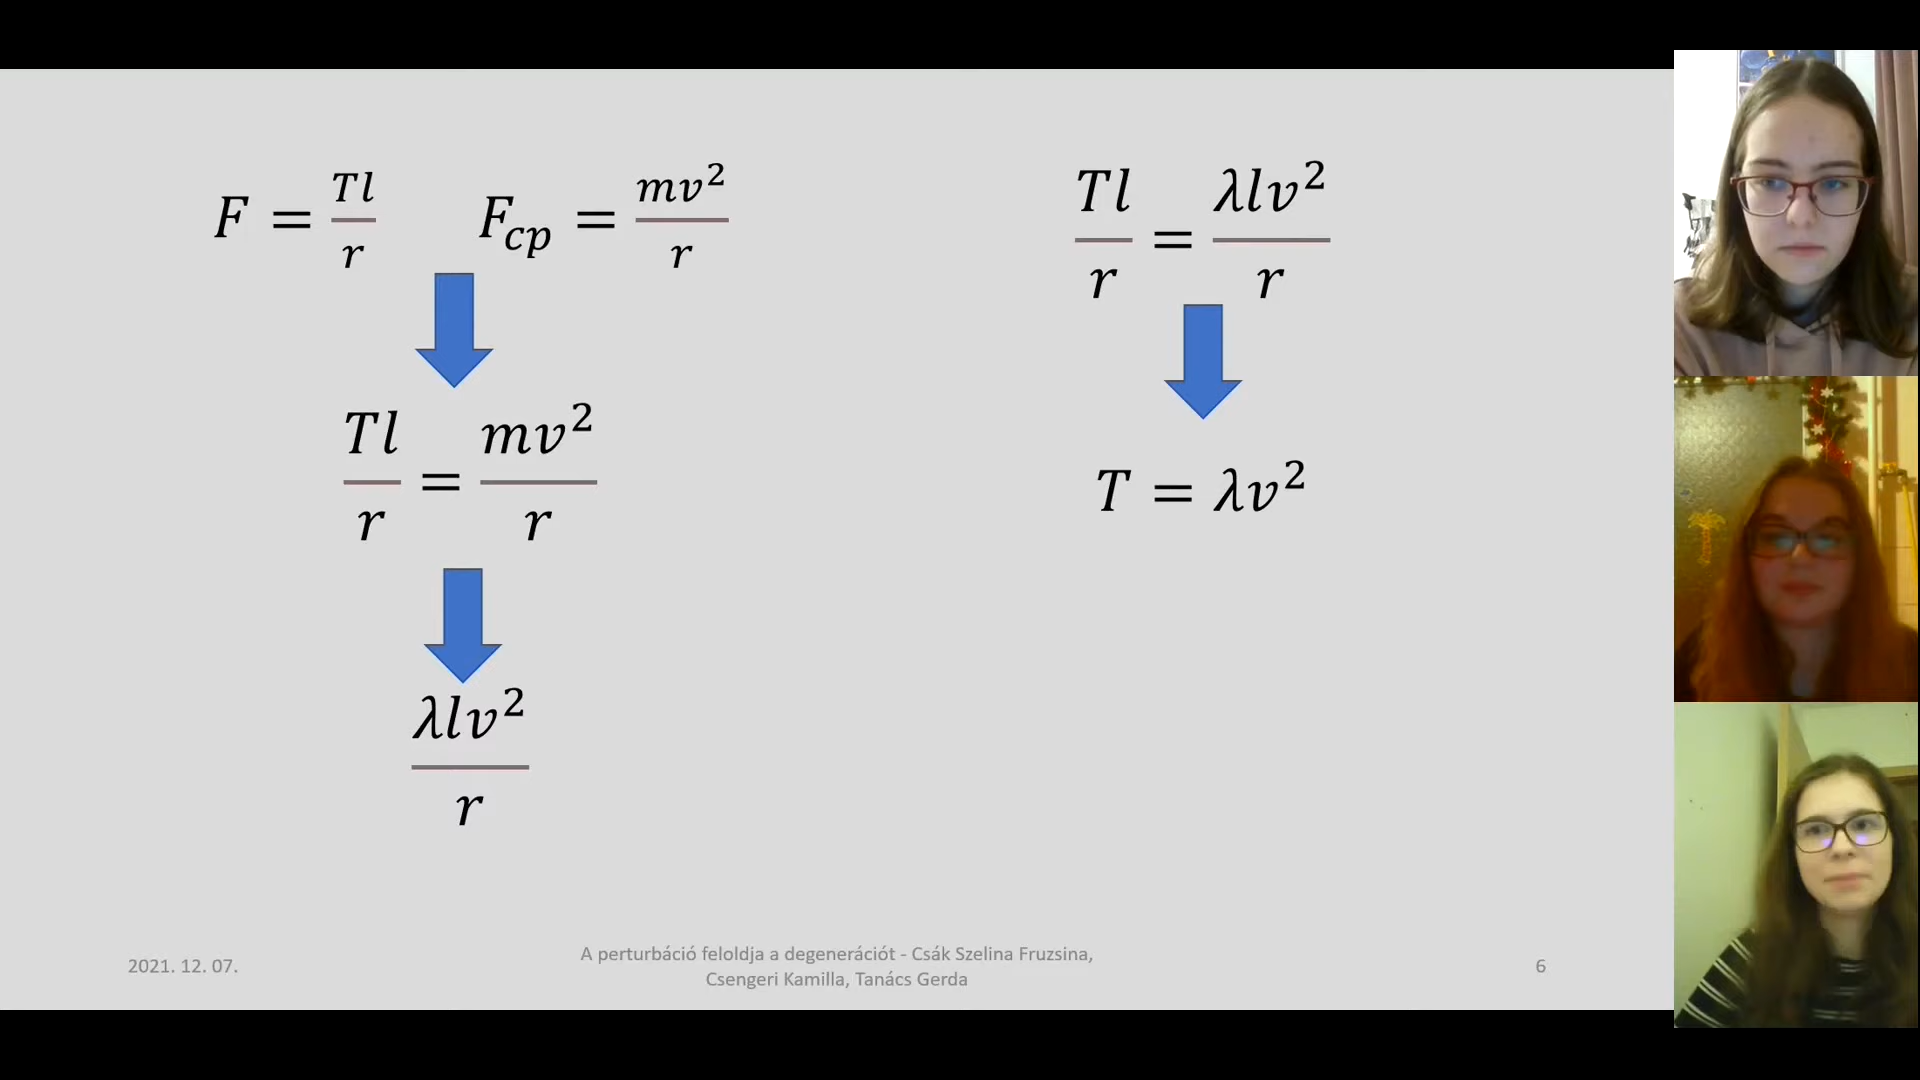 F = Tl/r F_cp = mv²/r
Tl/r = mv²/r
λlv²/r
Tl/r = λlv²/r
T = λv²
2021. 12. 07.
A perturbáció feloldja a degenerációt - Csák Szelina Fruzsina,
Csengeri Kamilla, Tanács Gerda
6